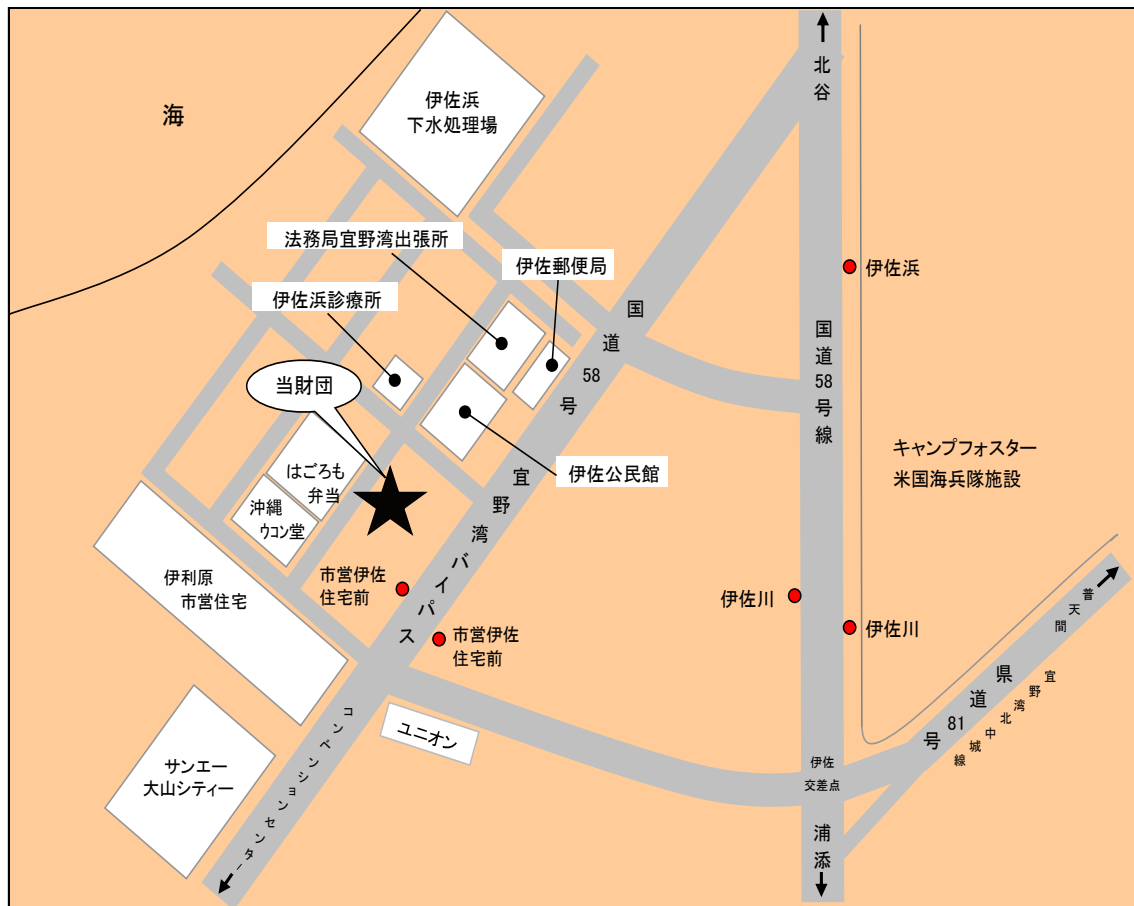 海
伊佐浜
下水処理場
北谷
法務局宜野湾出張所
伊佐郵便局
伊佐浜
伊佐浜診療所
国道58号
国道58号線
当財団
はごろも
弁当
沖縄
ウコン堂
伊佐公民館
宜野湾バイパス
キャンプフォスター
米国海兵隊施設
伊利原
市営住宅
市営伊佐
住宅前
市営伊佐
住宅前
伊佐川
伊佐川
普天間
県道81号
宜野湾北中城線
コンベンションセンター
ユニオン
サンエー
大山シティー
伊佐
交差点
浦添